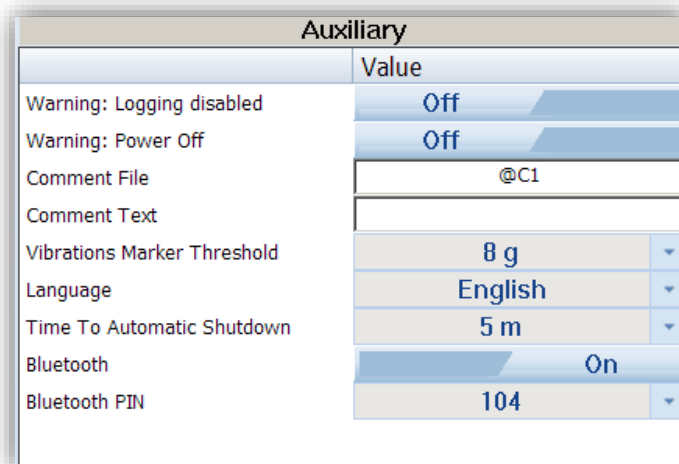 Auxiliary
Value
Warning: Logging disabled Off
Warning: Power Off Off
Comment File @C1
Comment Text
Vibrations Marker Threshold 8 g
Language English
Time To Automatic Shutdown 5 m
Bluetooth On
Bluetooth PIN 104